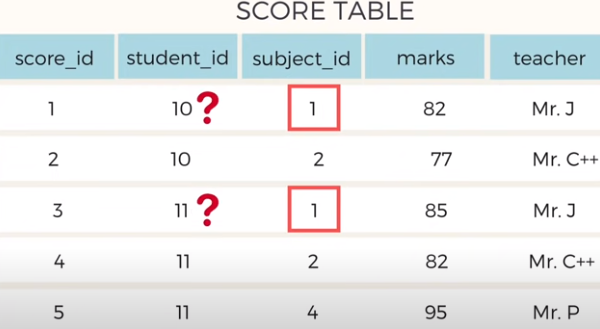 SCORE TABLE
score_id student_id subject_id marks teacher
1 10 ? 1 82 Mr. J
2 10 2 77 Mr. C++
3 11 ? 1 85 Mr. J
4 11 2 82 Mr. C++
5 11 4 95 Mr. P